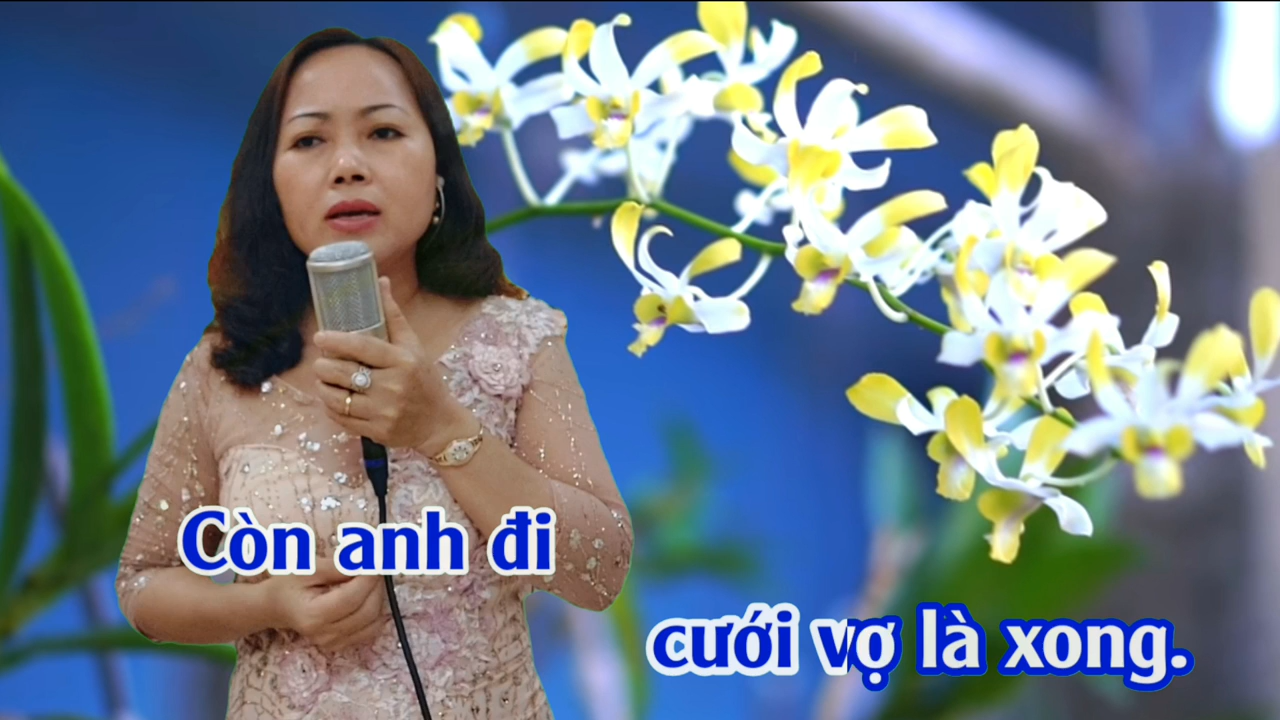 Còn anh đi
cưới vợ là xong.